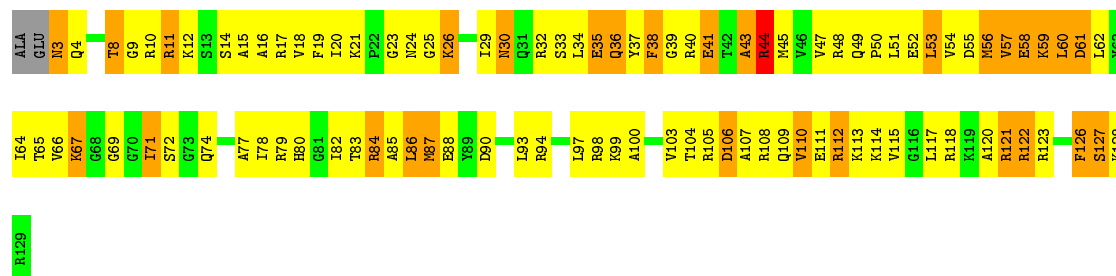 ALA GLU N3 Q4 T8 G9 R10 R11 K12 S13 S14 A15 A16 R17 V18 F19 I20 K21 P22 G23 N24 G25 K26 I29 N30 Q31 R32 S33 L34 E35 Q36 Y37 F38 G39 R40 E41 T42 A43 R44 M45 V46 V47 R48 Q49 P50 L51 E52 L53 V54 D55 M56 V57 E58 K59 L60 D61 L62
I64 T65 V66 K67 G68 G69 G70 I71 S72 G73 Q74 A77 I78 R79 H80 G81 I82 T83 R84 A85 L86 M87 E88 Y89 D90 L93 R94 L97 R98 K99 A100 V103 T104 R105 D106 A107 R108 Q109 V110 E111 R112 K113 K114 V115 G116 L117 R118 K119 A120 R121 R122 R123 F126 S127
R129